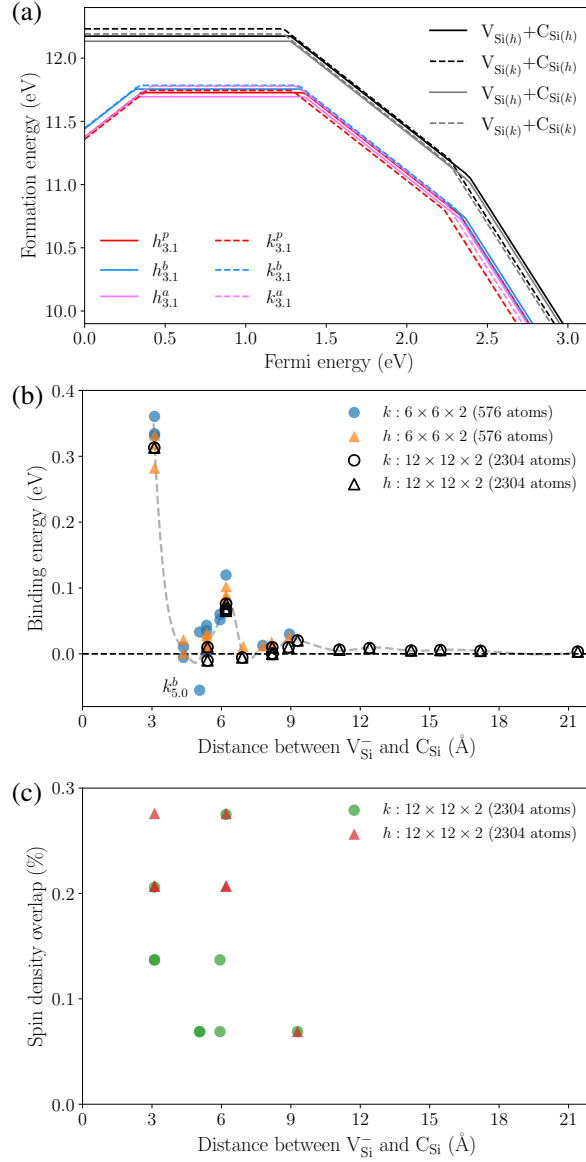 (a)
Formation energy (eV)
12.0
11.5
11.0
10.5
10.0
V_Si(h)+C_Si(h)
V_Si(k)+C_Si(h)
V_Si(h)+C_Si(k)
V_Si(k)+C_Si(k)
h^p_3.1 k^p_3.1
h^b_3.1 k^b_3.1
h^a_3.1 k^a_3.1
0.0 0.5 1.0 1.5 2.0 2.5 3.0
Fermi energy (eV)
(b)
Binding energy (eV)
0.4
0.3
0.2
0.1
0.0
k : 6 × 6 × 2 (576 atoms)
h : 6 × 6 × 2 (576 atoms)
k : 12 × 12 × 2 (2304 atoms)
h : 12 × 12 × 2 (2304 atoms)
k^b_5.0
0 3 6 9 12 15 18 21
Distance between V^−_Si and C_Si (Å)
(c)
Spin density overlap (%)
0.3
0.2
0.1
0.0
k : 12 × 12 × 2 (2304 atoms)
h : 12 × 12 × 2 (2304 atoms)
0 3 6 9 12 15 18 21
Distance between V^−_Si and C_Si (Å)